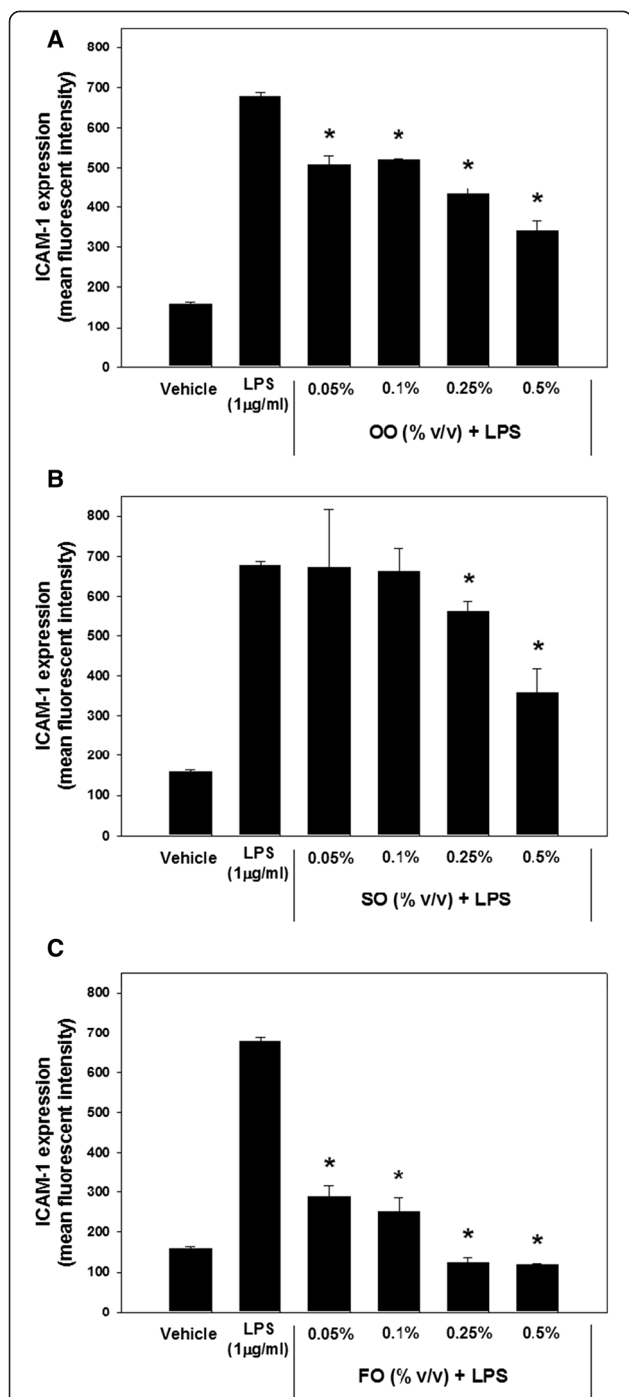 A
ICAM-1 expression
(mean fluorescent intensity)
800
700
600
500
400
300
200
100
0
*
*
*
*
Vehicle
LPS
(1µg/ml)
0.05%
0.1%
0.25%
0.5%
OO (% v/v) + LPS
B
ICAM-1 expression
(mean fluorescent intensity)
800
700
600
500
400
300
200
100
0
*
*
Vehicle
LPS
(1µg/ml)
0.05%
0.1%
0.25%
0.5%
SO (% v/v) + LPS
C
ICAM-1 expression
(mean fluorescent intensity)
800
700
600
500
400
300
200
100
0
*
*
*
*
Vehicle
LPS
(1µg/ml)
0.05%
0.1%
0.25%
0.5%
FO (% v/v) + LPS